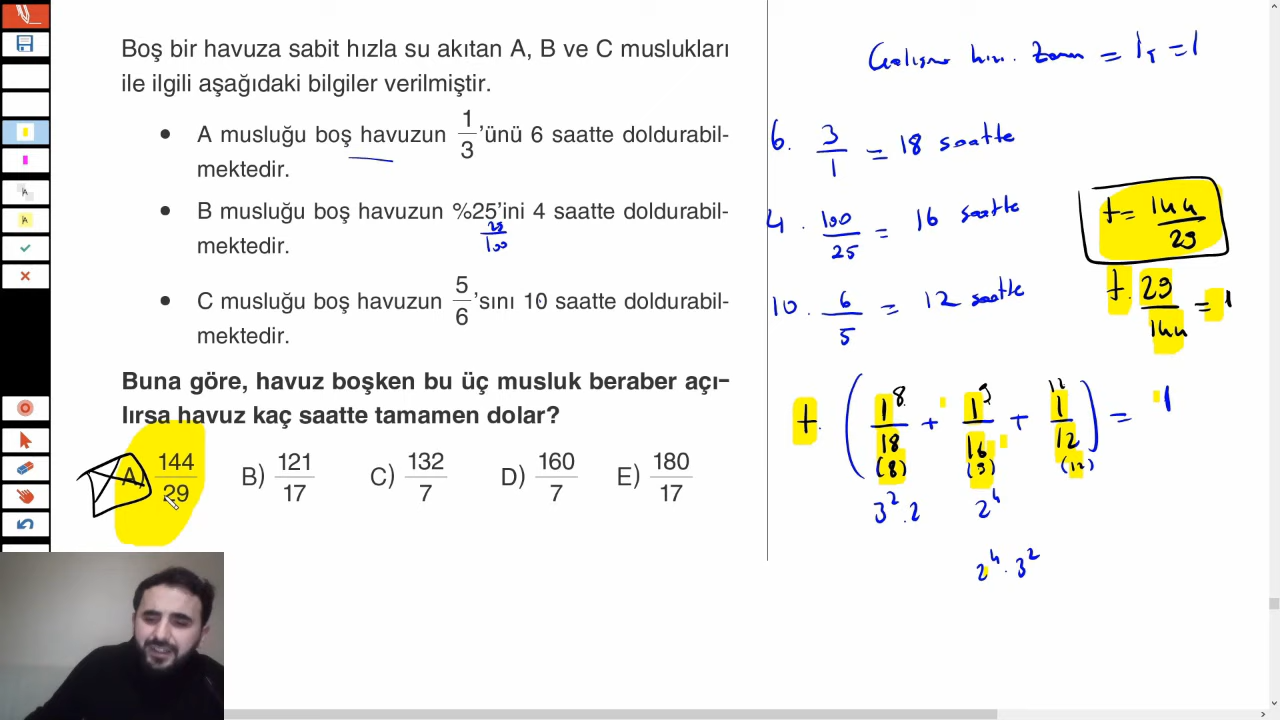 Boş bir havuza sabit hızla su akıtan A, B ve C muslukları
ile ilgili aşağıdaki bilgiler verilmiştir.
• A musluğu boş havuzun 1/3'ünü 6 saatte doldurabil-
mektedir.
• B musluğu boş havuzun %25'ini 4 saatte doldurabil-
mektedir.
25/100
• C musluğu boş havuzun 5/6'sını 10 saatte doldurabil-
mektedir.
Buna göre, havuz boşken bu üç musluk beraber açı-
lırsa havuz kaç saatte tamamen dolar?
A) 144/29 B) 121/17 C) 132/7 D) 160/7 E) 180/17
Çalışma hızı . Zaman = İş = 1
6 . 3/1 = 18 saatte
4 . 100/25 = 16 saatte
10 . 6/5 = 12 saatte
t = 144/29
t . 29/144 = 1
t . ( 1/18 + 1/16 + 1/12 ) = 1
8 9 12
(8) (9) (12)
3² . 2 2⁴
2⁴ . 3²